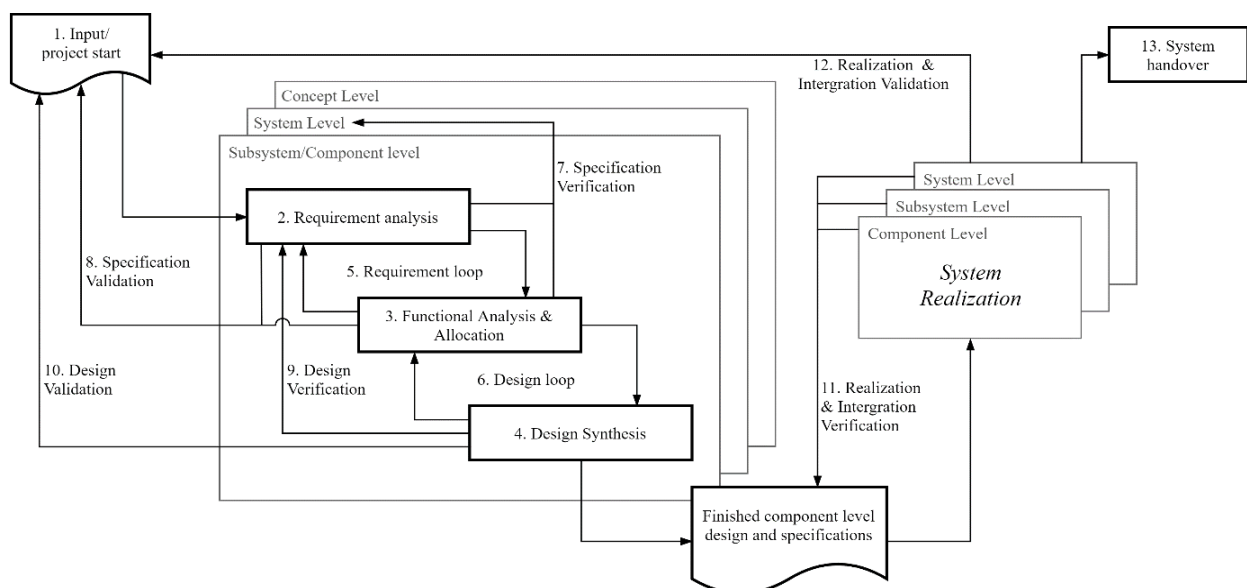 1. Input/
project start
13. System
handover
12. Realization &
Intergration Validation
Concept Level
System Level
Subsystem/Component level
7. Specification
Verification
System Level
Subsystem Level
Component Level
System
Realization
2. Requirement analysis
8. Specification
Validation
5. Requirement loop
3. Functional Analysis &
Allocation
10. Design
Validation
9. Design
Verification
6. Design loop
11. Realization
& Intergration
Verification
4. Design Synthesis
Finished component level
design and specifications